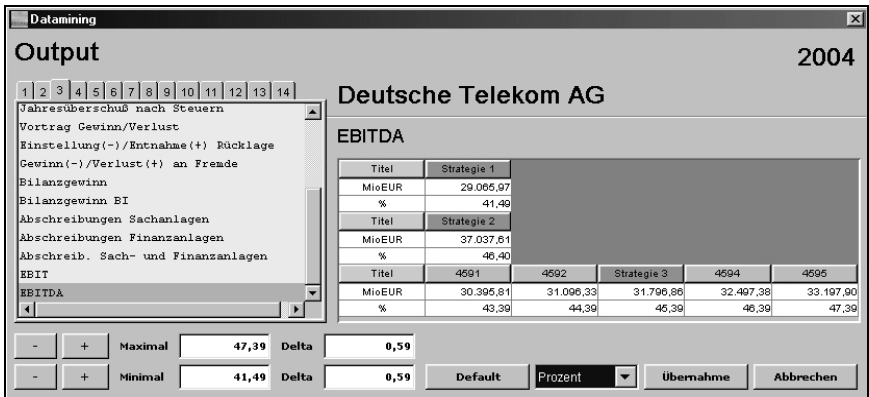 Datamining
Output
2004
1 2 3 4 5 6 7 8 9 10 11 12 13 14
Deutsche Telekom AG
Jahresüberschuß nach Steuern
Vortrag Gewinn/Verlust
Einstellung(-)/Entnahme(+) Rücklage
Gewinn(-)/Verlust(+) an Fremde
Bilanzgewinn
Bilanzgewinn BI
Abschreibungen Sachanlagen
Abschreibungen Finanzanlagen
Abschreib. Sach- und Finanzanlagen
EBIT
EBITDA
EBITDA
Titel Strategie 1
MioEUR 29.065,97
% 41,49
Titel Strategie 2
MioEUR 37.037,61
% 46,40
Titel 4591 4592 Strategie 3 4594 4595
MioEUR 30.395,81 31.096,33 31.796,86 32.497,38 33.197,90
% 43,39 44,39 45,39 46,39 47,39
- + Maximal 47,39 Delta 0,59
- + Minimal 41,49 Delta 0,59 Default Prozent Übernahme Abbrechen